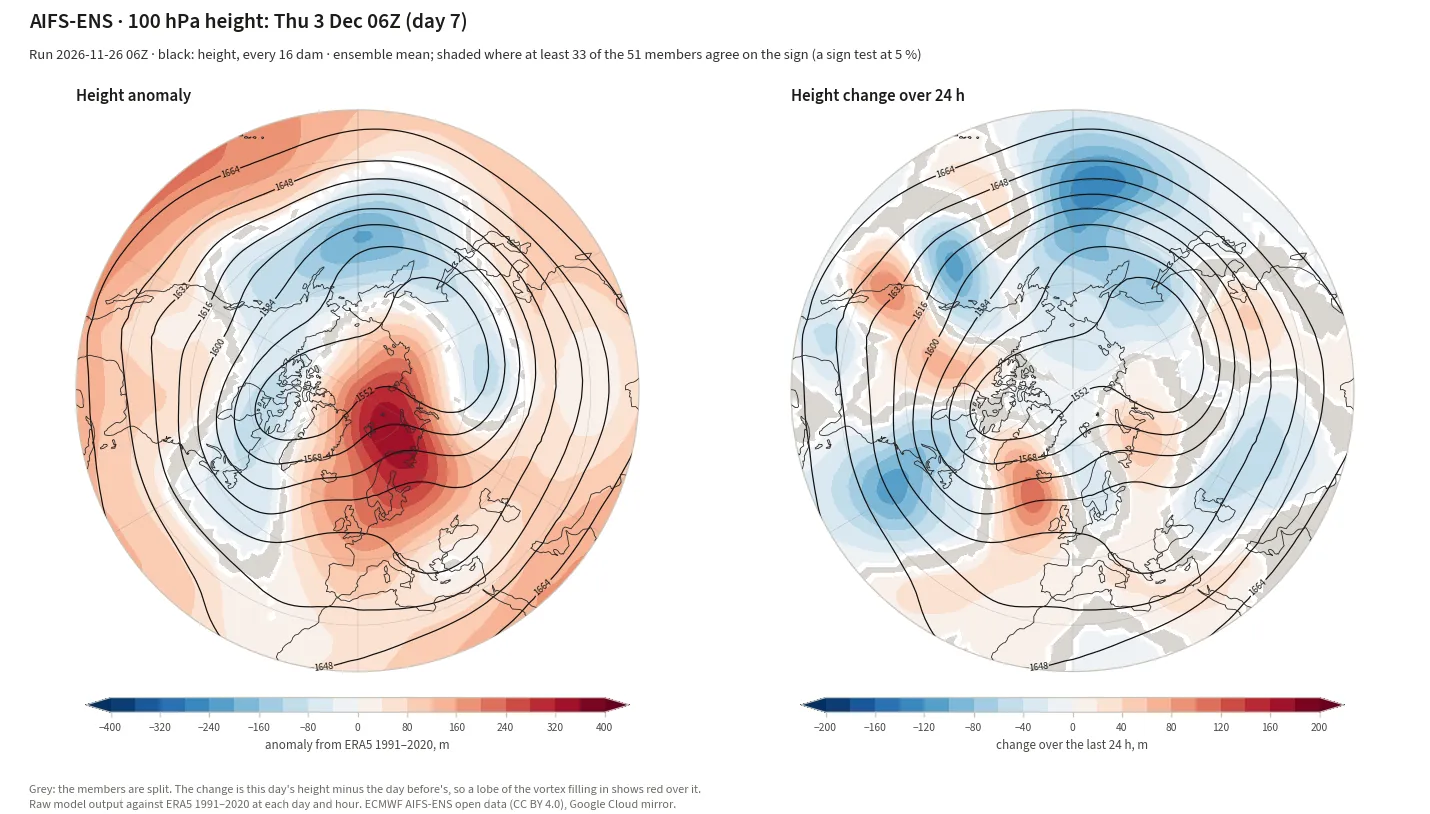 AIFS-ENS · 100 hPa height: Thu 3 Dec 06Z (day 7)
Run 2026-11-26 06Z · black: height, every 16 dam · ensemble mean; shaded where at least 33 of the 51 members agree on the sign (a sign test at 5 %)
Height anomaly
Height change over 24 h
1664
1648
1632
1616
1584
1600
1552
1568
1664
1648
1664
1648
1632
1616
1584
1600
1552
1568
1664
1648
−400 −320 −240 −160 −80 0 80 160 240 320 400
anomaly from ERA5 1991–2020, m
−200 −160 −120 −80 −40 0 40 80 120 160 200
change over the last 24 h, m
Grey: the members are split. The change is this day's height minus the day before's, so a lobe of the vortex filling in shows red over it.
Raw model output against ERA5 1991–2020 at each day and hour. ECMWF AIFS-ENS open data (CC BY 4.0), Google Cloud mirror.